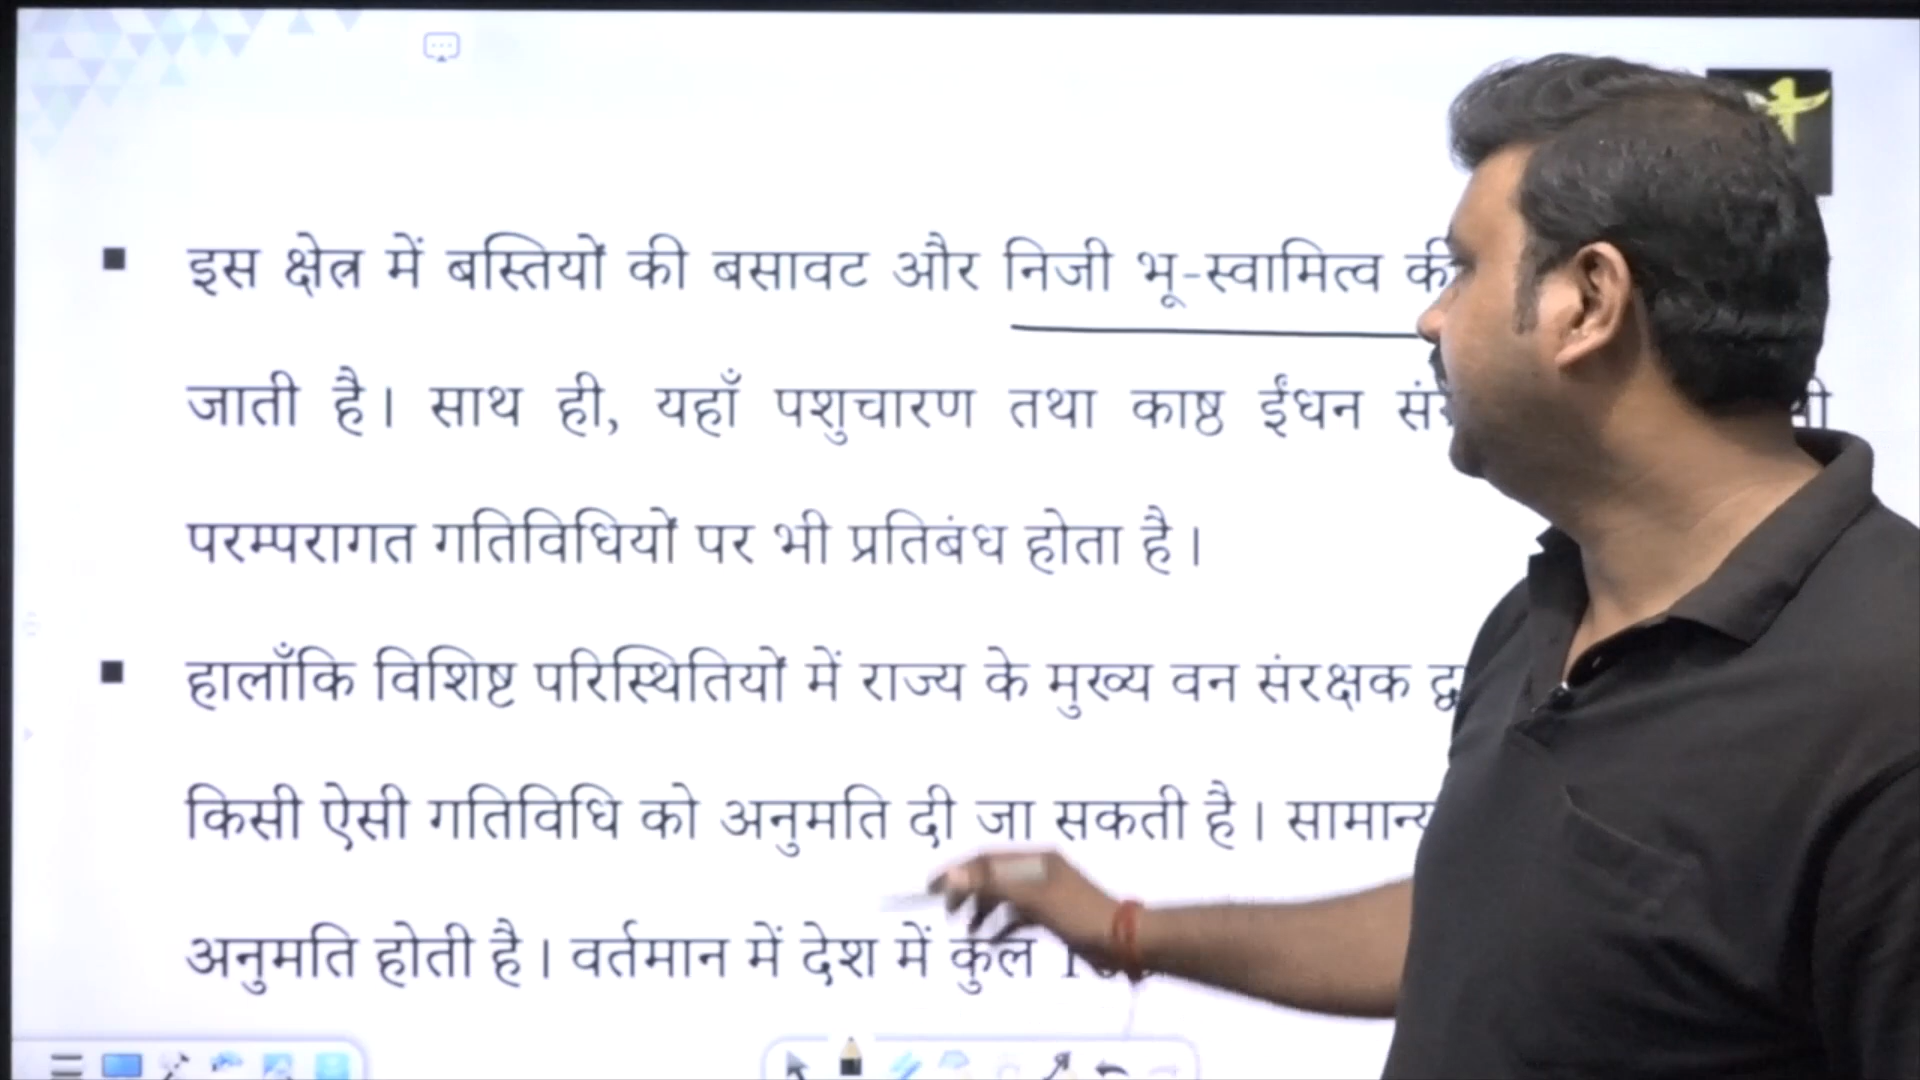 इस क्षेत्र में बस्तियों की बसावट और निजी भू-स्वामित्व की
जाती है। साथ ही, यहाँ पशुचारण तथा काष्ठ ईंधन
परम्परागत गतिविधियों पर भी प्रतिबंध होता है।
हालाँकि विशिष्ट परिस्थितियों में राज्य के मुख्य वन संरक्षक
किसी ऐसी गतिविधि को अनुमति दी जा सकती है।
अनुमति होती है। वर्तमान में देश में कुल